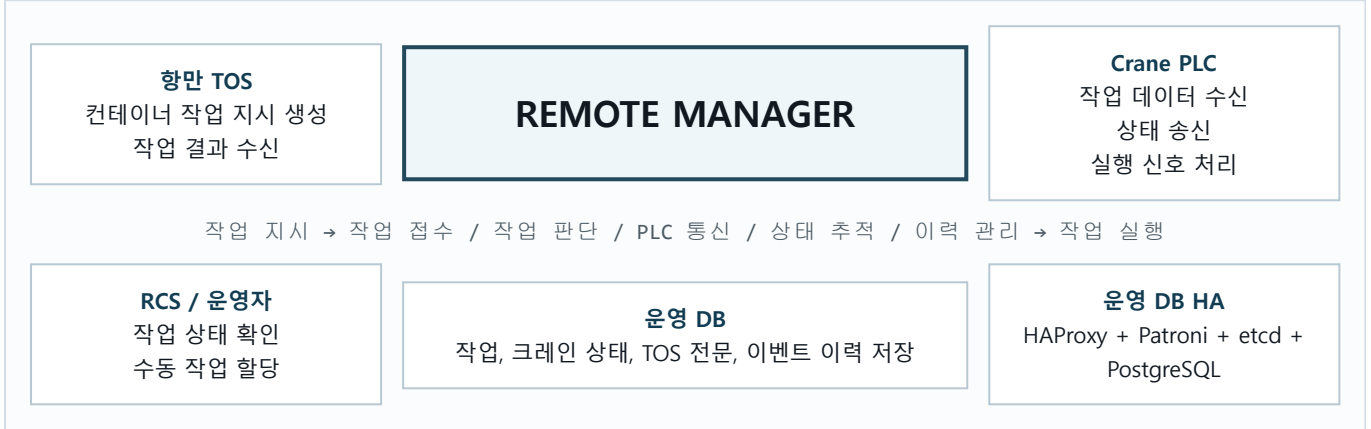 항만 TOS
컨테이너 작업 지시 생성
작업 결과 수신
REMOTE MANAGER
Crane PLC
작업 데이터 수신
상태 송신
실행 신호 처리
작업 지시 → 작업 접수 / 작업 판단 / PLC 통신 / 상태 추적 / 이력 관리 → 작업 실행
RCS / 운영자
작업 상태 확인
수동 작업 할당
운영 DB
작업, 크레인 상태, TOS 전문, 이벤트 이력 저장
운영 DB HA
HAProxy + Patroni + etcd +
PostgreSQL